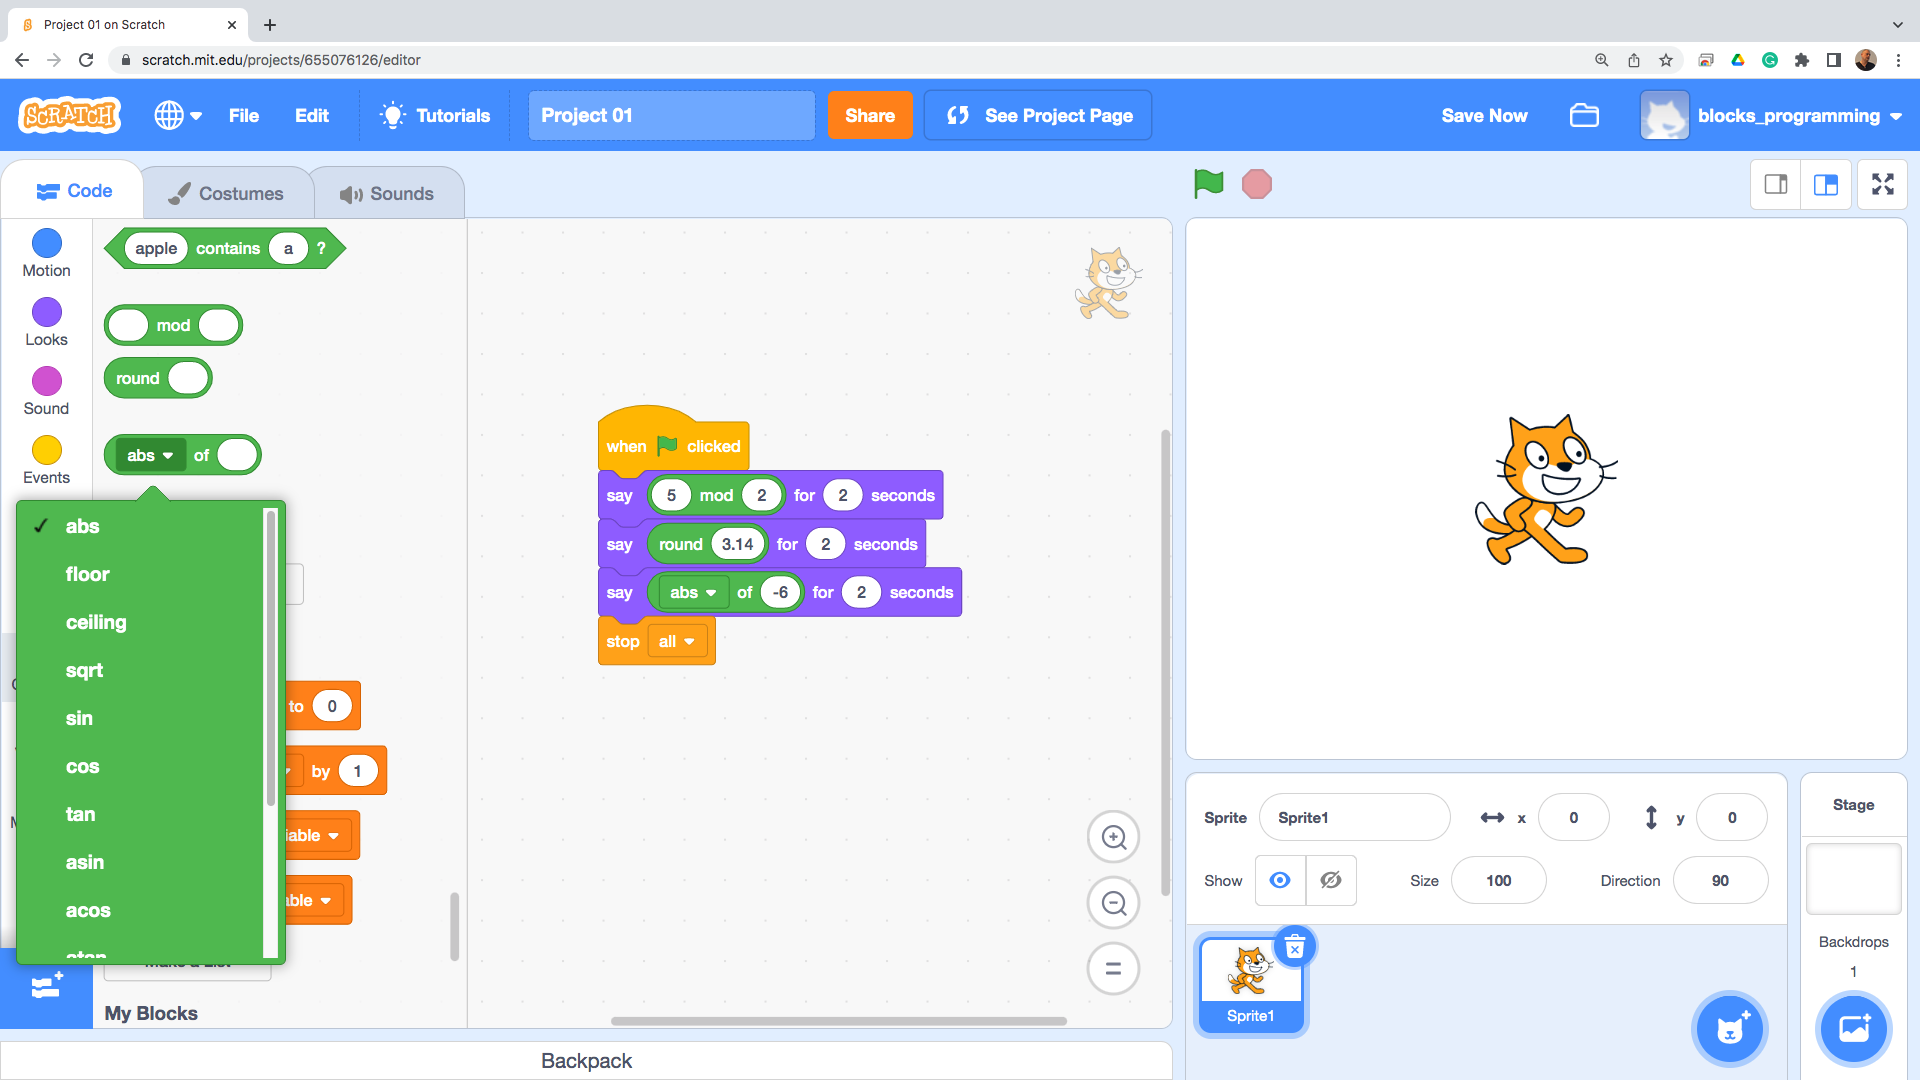 Project 01 on Scratch
scratch.mit.edu/projects/655076126/editor
SCRATCH
File
Edit
Tutorials
Project 01
Share
See Project Page
Save Now
blocks_programming
Code
Costumes
Sounds
Motion
Looks
Sound
Events
apple contains a ?
mod
round
abs of
abs
floor
ceiling
sqrt
sin
cos
tan
asin
acos
to 0
by 1
My Blocks
when clicked
say 5 mod 2 for 2 seconds
say round 3.14 for 2 seconds
say abs of -6 for 2 seconds
stop all
Backpack
Sprite Sprite1 x 0 y 0
Show Size 100 Direction 90
Sprite1
Stage
Backdrops
1